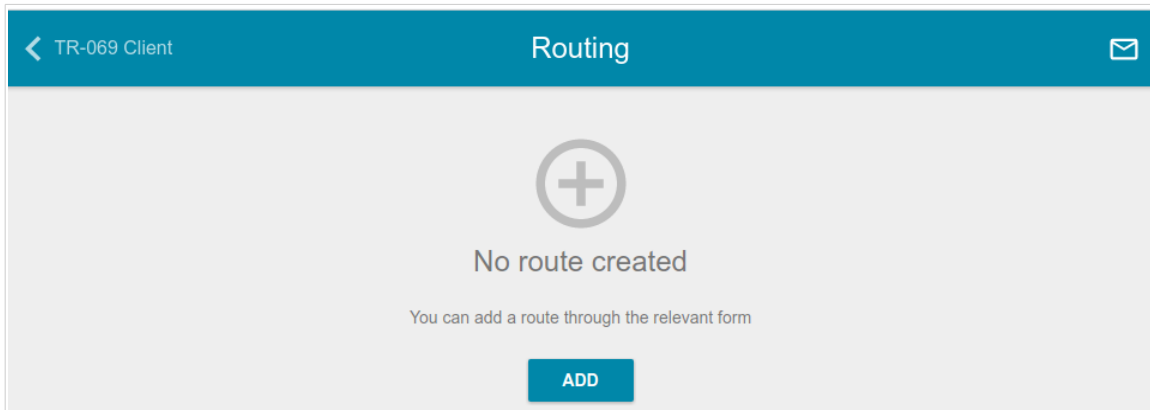 TR-069 Client
Routing
No route created
You can add a route through the relevant form
ADD